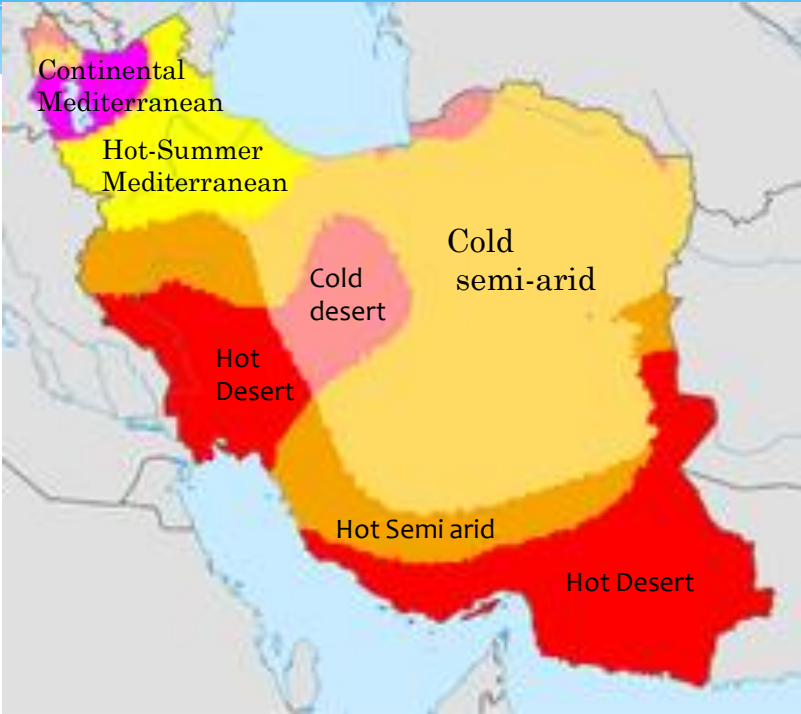 Continental
Mediterranean
Hot-Summer
Mediterranean
Cold
semi-arid
Cold
desert
Hot
Desert
Hot Semi arid
Hot Desert